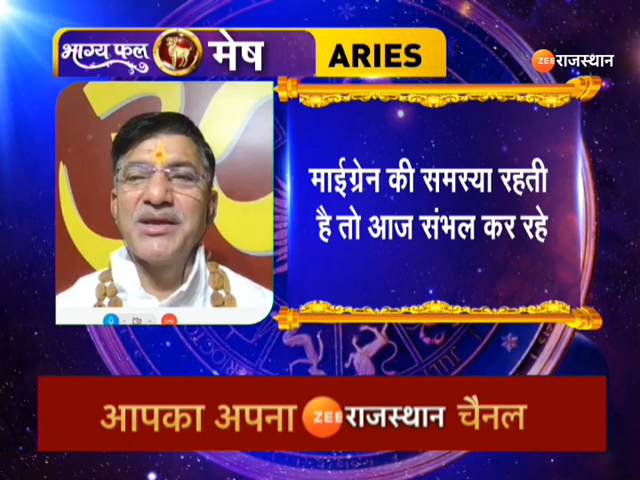 भाग्य फल मेष ARIES
ZEE राजस्थान
माईग्रेन की समस्या रहती
है तो आज संभल कर रहे
आपका अपना ZEE राजस्थान चैनल